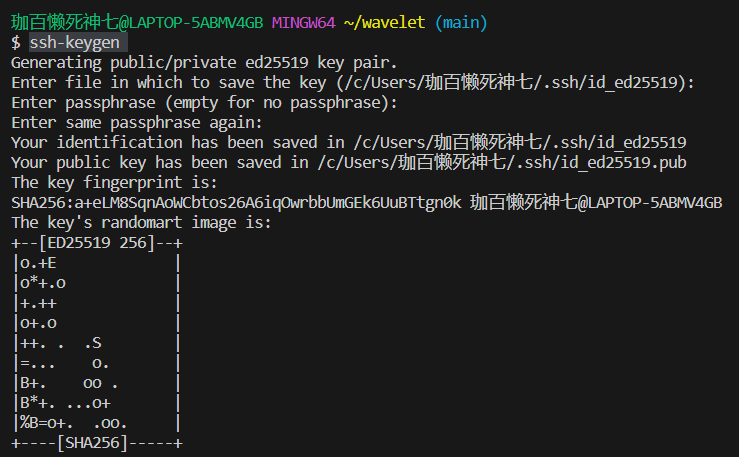 珈百懒死神七@LAPTOP-5ABMV4GB MINGW64 ~/wavelet (main)
$ ssh-keygen
Generating public/private ed25519 key pair.
Enter file in which to save the key (/c/Users/珈百懒死神七/.ssh/id_ed25519):
Enter passphrase (empty for no passphrase):
Enter same passphrase again:
Your identification has been saved in /c/Users/珈百懒死神七/.ssh/id_ed25519
Your public key has been saved in /c/Users/珈百懒死神七/.ssh/id_ed25519.pub
The key fingerprint is:
SHA256:a+eLM8SqnAoWCbtos26A6iqOwrbbUmGEk6UuBTtgn0k 珈百懒死神七@LAPTOP-5ABMV4GB
The key's randomart image is:
+--[ED25519 256]--+
|o.+E             |
|o*+.o            |
|+.++             |
|o+.o             |
|++. .  .S        |
|=...    o.       |
|B+.    oo .      |
|B*+. ...o+       |
|%B=o+.  .oo.     |
+----[SHA256]-----+